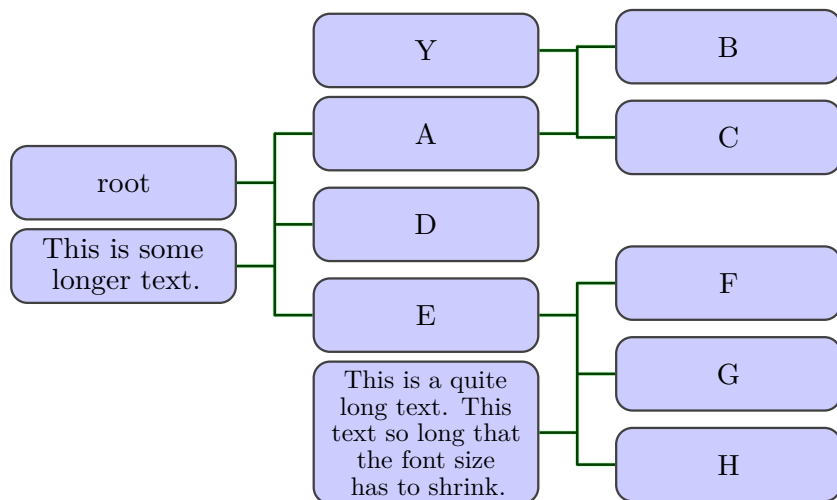 Y
B
A
C
root
D
This is some
longer text.
E
F
This is a quite
long text. This
text so long that
the font size
has to shrink.
G
H